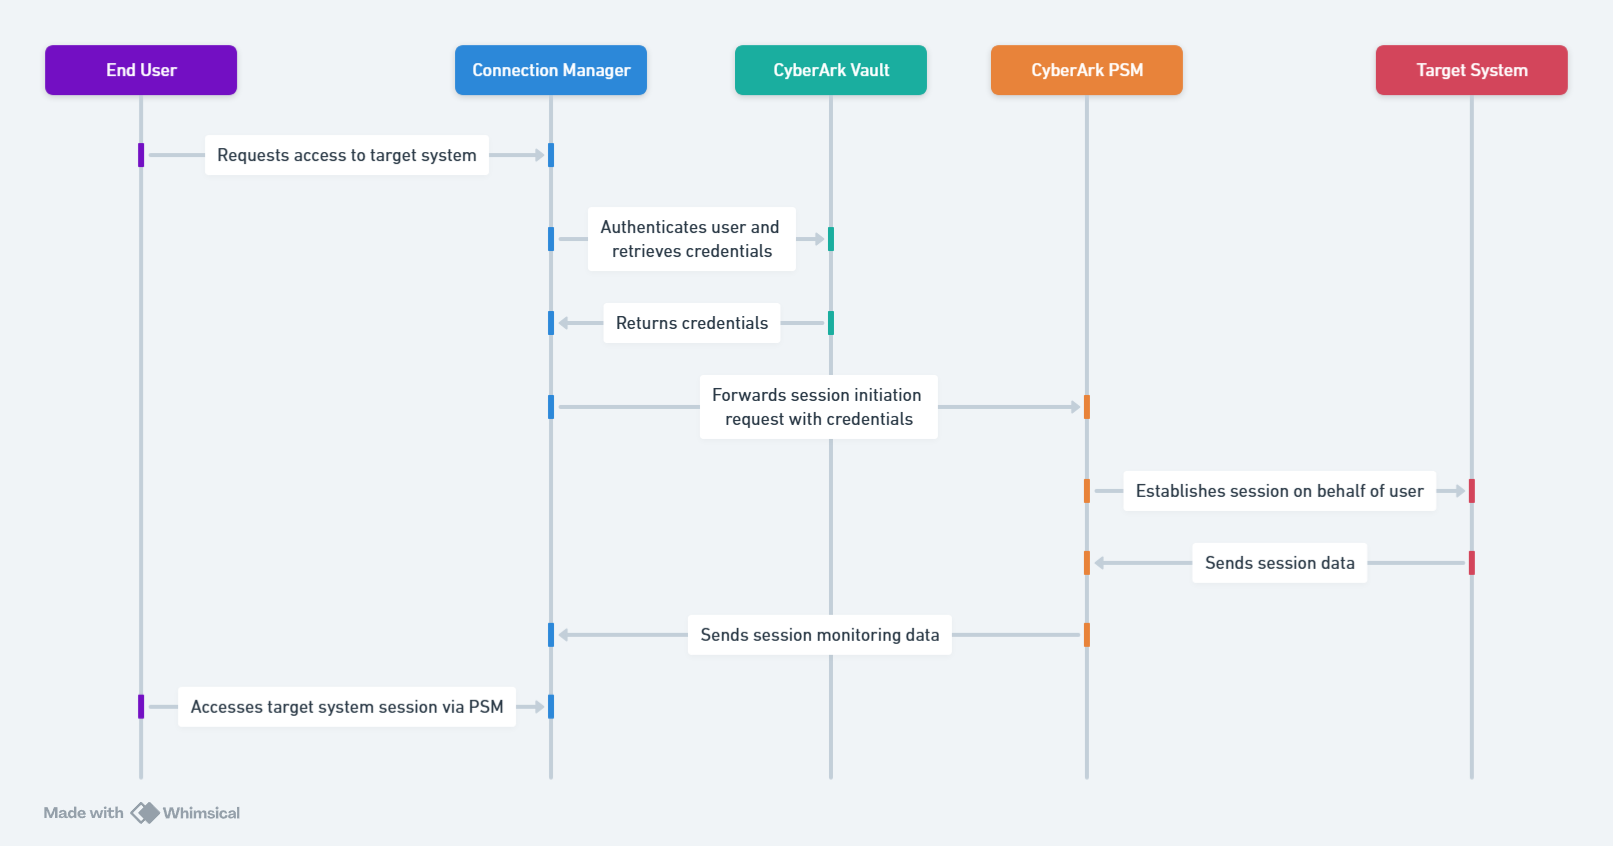 End User
Connection Manager
CyberArk Vault
CyberArk PSM
Target System
Requests access to target system
Authenticates user and
retrieves credentials
Returns credentials
Forwards session initiation
request with credentials
Establishes session on behalf of user
Sends session data
Sends session monitoring data
Accesses target system session via PSM
Made with Whimsical